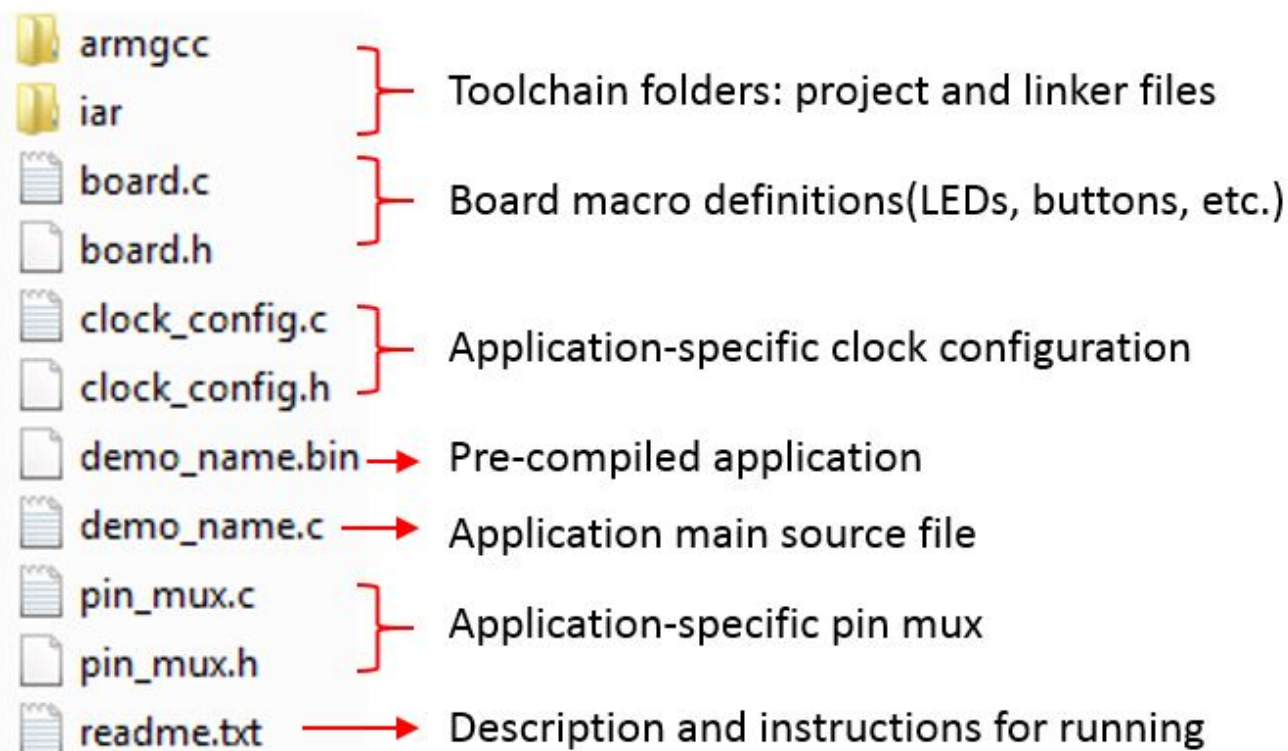 armgcc
iar
Toolchain folders: project and linker files
board.c
board.h
Board macro definitions(LEDs, buttons, etc.)
clock_config.c
clock_config.h
Application-specific clock configuration
demo_name.bin Pre-compiled application
demo_name.c Application main source file
pin_mux.c
pin_mux.h
Application-specific pin mux
readme.txt Description and instructions for running